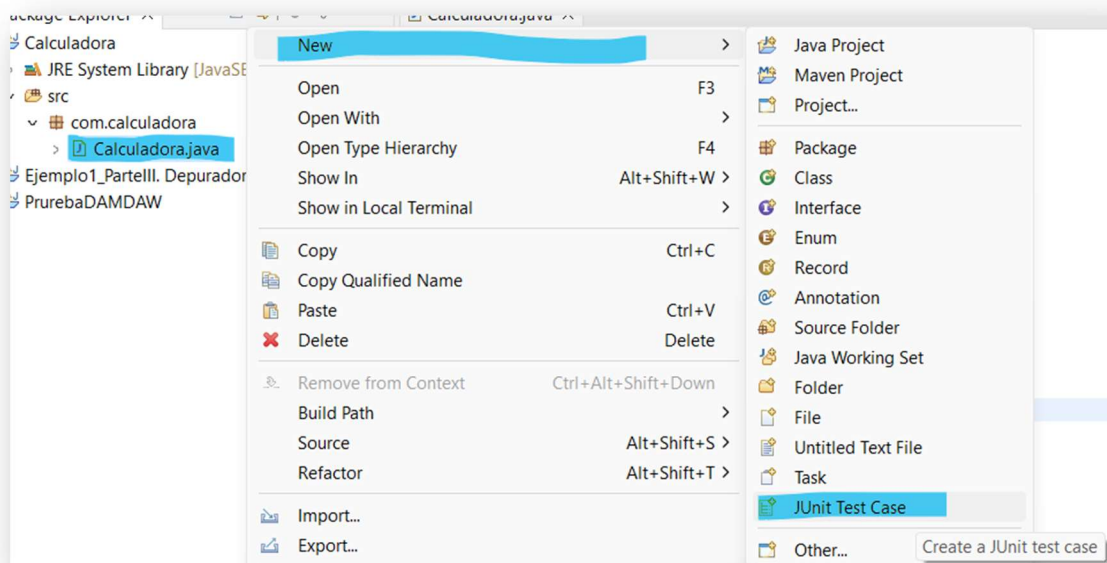 Package Explorer
Calculadora.java
Calculadora
JRE System Library [JavaSE
src
com.calculadora
Calculadora.java
Ejemplo1_ParteIII. Depurador
PrurebaDAMDAW
New
Open F3
Open With
Open Type Hierarchy F4
Show In Alt+Shift+W
Show in Local Terminal
Copy Ctrl+C
Copy Qualified Name
Paste Ctrl+V
Delete Delete
Remove from Context Ctrl+Alt+Shift+Down
Build Path
Source Alt+Shift+S
Refactor Alt+Shift+T
Import...
Export...
Java Project
Maven Project
Project...
Package
Class
Interface
Enum
Record
Annotation
Source Folder
Java Working Set
Folder
File
Untitled Text File
Task
JUnit Test Case
Other...
Create a JUnit test case